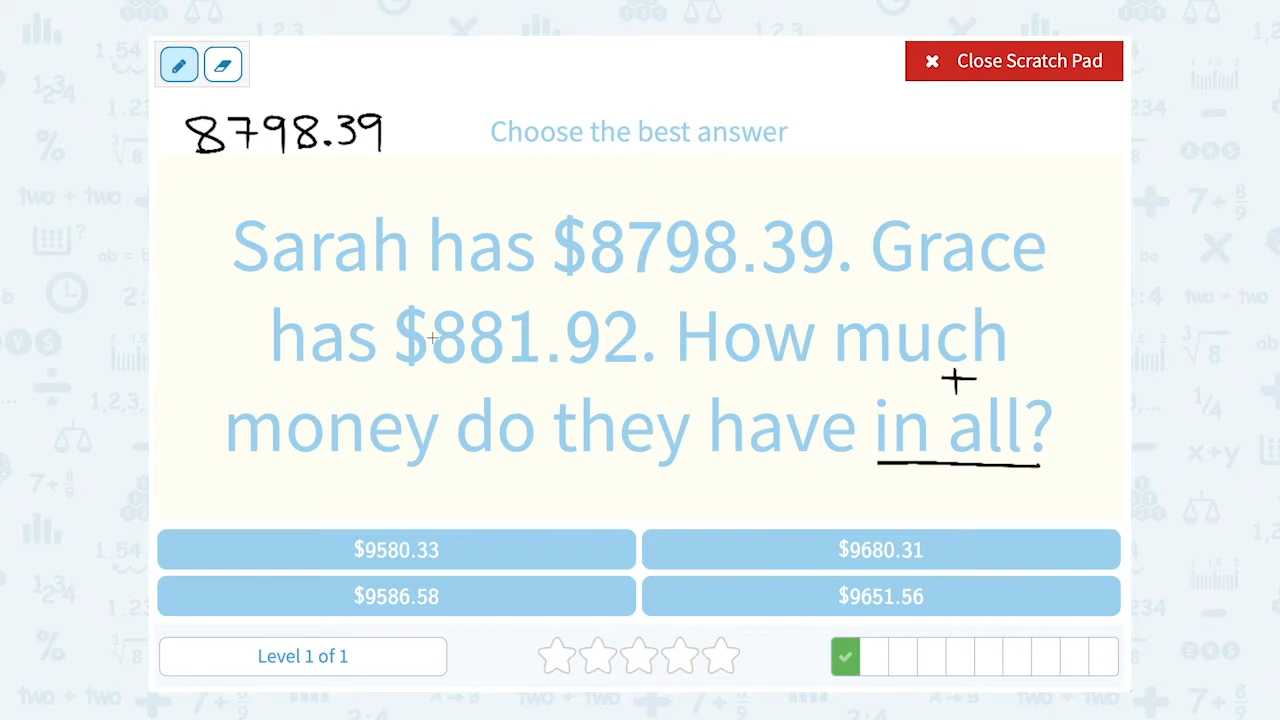 Close Scratch Pad
8798.39
Choose the best answer
Sarah has $8798.39. Grace
has $881.92. How much
+
money do they have in all?
$9580.33
$9680.31
$9586.58
$9651.56
Level 1 of 1